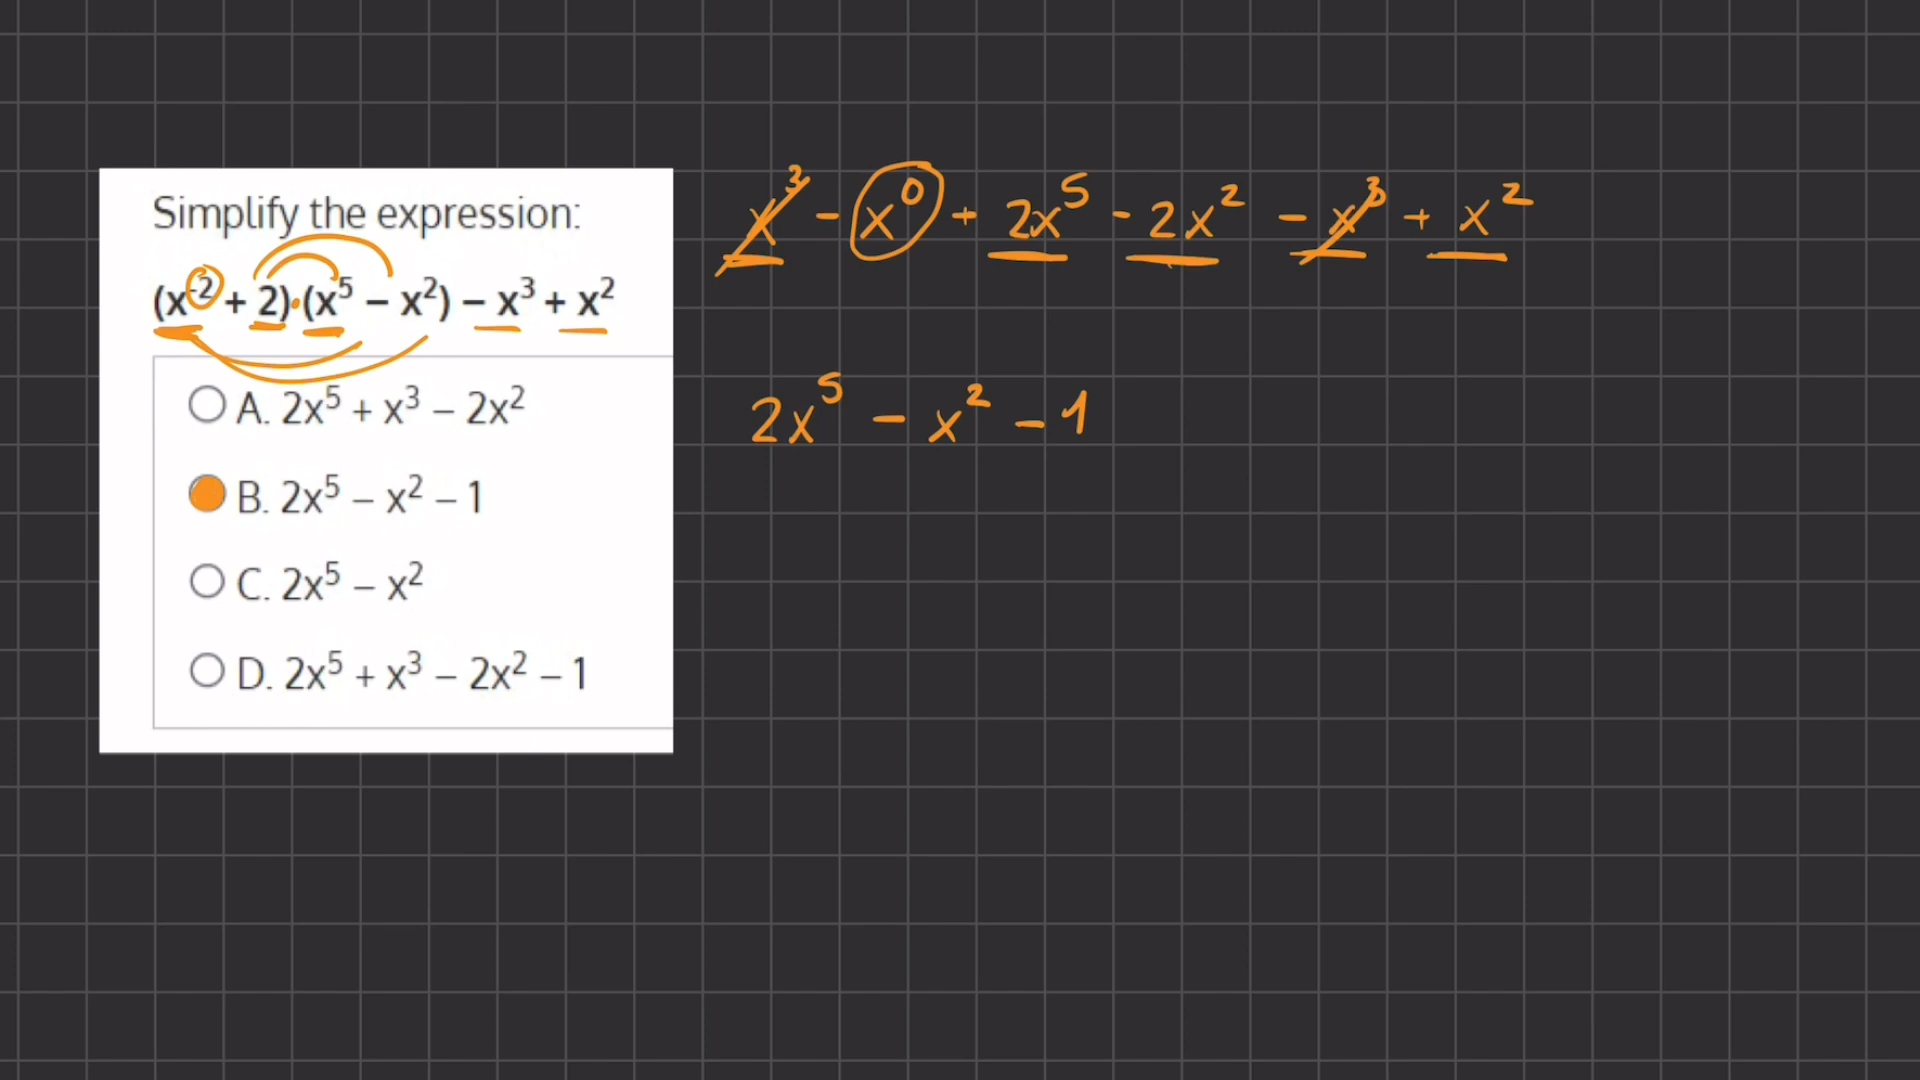 Simplify the expression:
(x⁻² + 2)·(x⁵ – x²) – x³ + x²
A. 2x⁵ + x³ – 2x²
B. 2x⁵ – x² – 1
C. 2x⁵ – x²
D. 2x⁵ + x³ – 2x² – 1
x³ - x⁰ + 2x⁵ - 2x² - x³ + x²
2x⁵ - x² - 1